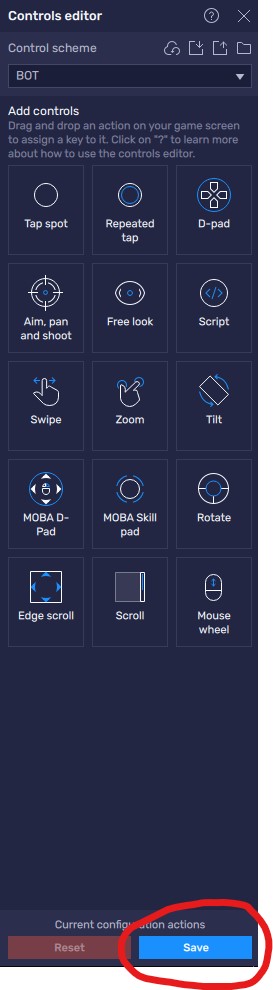 Controls editor
Control scheme
BOT
Add controls
Drag and drop an action on your game screen
to assign a key to it. Click on "?" to learn more
about how to use the controls editor.
Tap spot
Repeated
tap
D-pad
Aim, pan
and shoot
Free look
Script
Swipe
Zoom
Tilt
MOBA D-
Pad
MOBA Skill
pad
Rotate
Edge scroll
Scroll
Mouse
wheel
Current configuration actions
Reset
Save